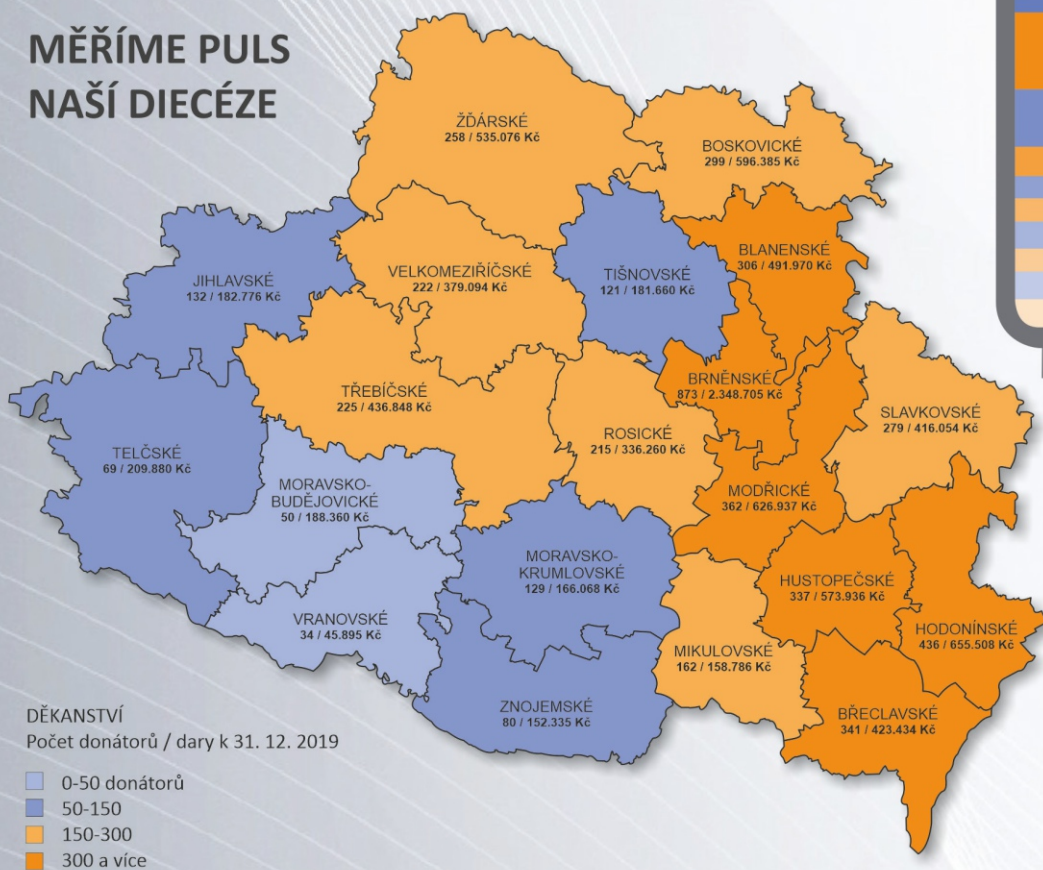 MĚŘÍME PULS
NAŠÍ DIECÉZE
ŽĎÁRSKÉ
258 / 535.076 Kč
BOSKOVICKÉ
299 / 596.385 Kč
JIHLAVSKÉ
132 / 182.776 Kč
VELKOMEZIŘÍČSKÉ
222 / 379.094 Kč
TIŠNOVSKÉ
121 / 181.660 Kč
BLANENSKÉ
306 / 491.970 Kč
TŘEBÍČSKÉ
225 / 436.848 Kč
BRNĚNSKÉ
873 / 2.348.705 Kč
SLAVKOVSKÉ
279 / 416.054 Kč
TELČSKÉ
69 / 209.880 Kč
ROSICKÉ
215 / 336.260 Kč
MORAVSKO-
BUDĚJOVICKÉ
50 / 188.360 Kč
MODŘICKÉ
362 / 626.937 Kč
MORAVSKO-
KRUMLOVSKÉ
129 / 166.068 Kč
HUSTOPEČSKÉ
337 / 573.936 Kč
VRANOVSKÉ
34 / 45.895 Kč
HODONÍNSKÉ
436 / 655.508 Kč
MIKULOVSKÉ
162 / 158.786 Kč
ZNOJEMSKÉ
80 / 152.335 Kč
BŘECLAVSKÉ
341 / 423.434 Kč
DĚKANSTVÍ
Počet donátorů / dary k 31. 12. 2019
0-50 donátorů
50-150
150-300
300 a více